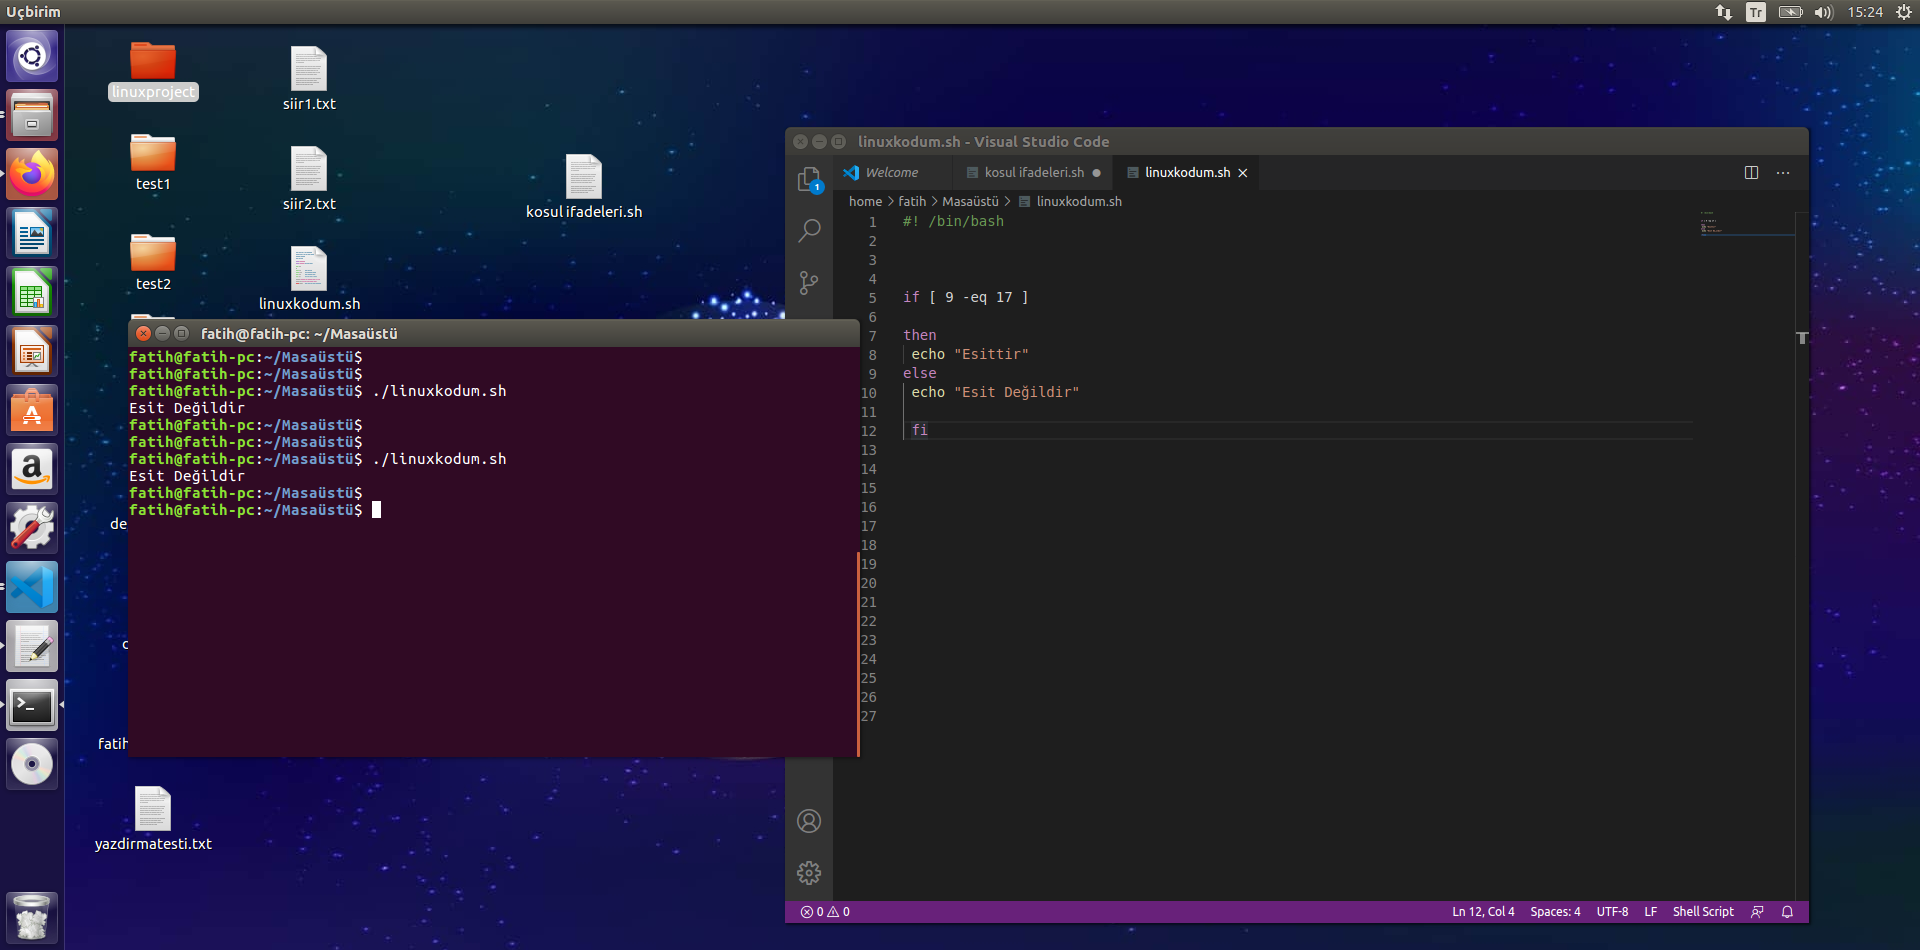 Uçbirim
Tr
15:24
linuxproject
siir1.txt
test1
siir2.txt
kosul ifadeleri.sh
test2
linuxkodum.sh
de
fatih
yazdirmatesti.txt
fatih@fatih-pc: ~/Masaüstü
fatih@fatih-pc:~/Masaüstü$
fatih@fatih-pc:~/Masaüstü$
fatih@fatih-pc:~/Masaüstü$ ./linuxkodum.sh
Esit Değildir
fatih@fatih-pc:~/Masaüstü$
fatih@fatih-pc:~/Masaüstü$
fatih@fatih-pc:~/Masaüstü$ ./linuxkodum.sh
Esit Değildir
fatih@fatih-pc:~/Masaüstü$
fatih@fatih-pc:~/Masaüstü$
linuxkodum.sh - Visual Studio Code
1
Welcome
kosul ifadeleri.sh
linuxkodum.sh
home > fatih > Masaüstü > linuxkodum.sh
1 #! /bin/bash
2
3
4
5 if [ 9 -eq 17 ]
6
7 then
8 echo "Esittir"
9 else
10 echo "Esit Değildir"
11
12 fi
13
14
15
16
17
18
19
20
21
22
23
24
25
26
27
0 0
Ln 12, Col 4 Spaces: 4 UTF-8 LF Shell Script